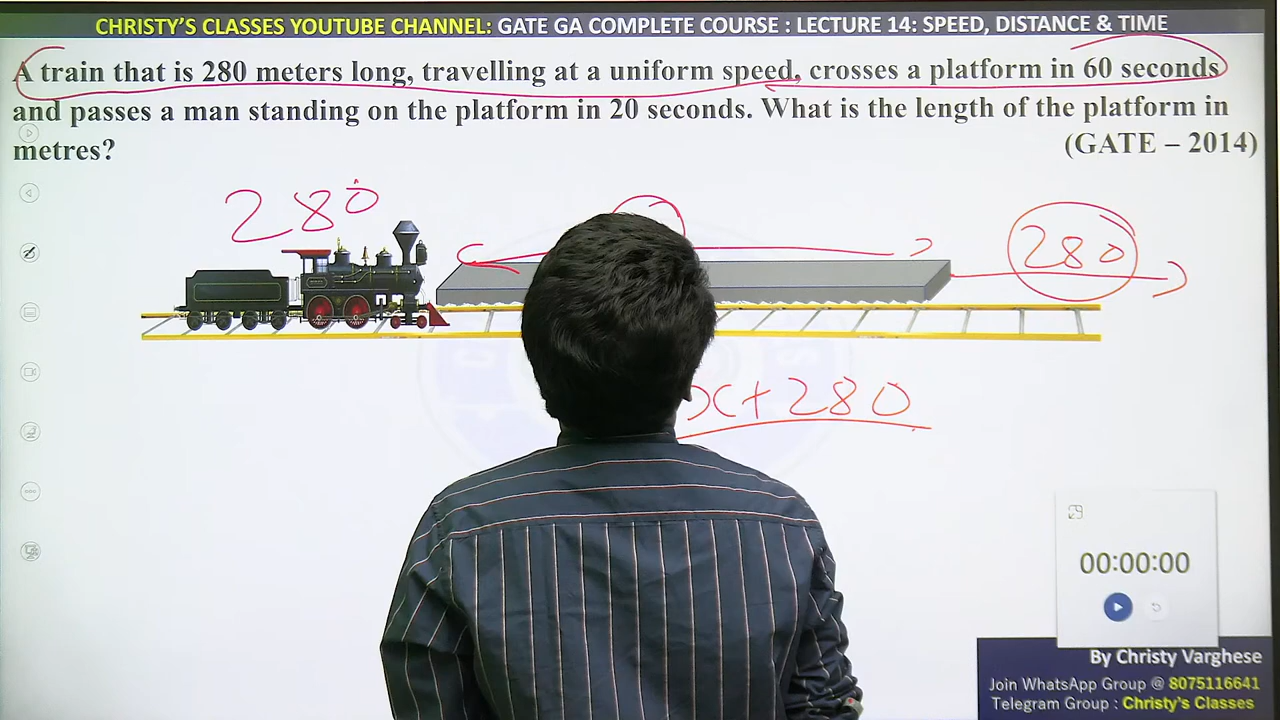 CHRISTY'S CLASSES YOUTUBE CHANNEL: GATE GA COMPLETE COURSE : LECTURE 14: SPEED, DISTANCE & TIME
A train that is 280 meters long, travelling at a uniform speed, crosses a platform in 60 seconds
and passes a man standing on the platform in 20 seconds. What is the length of the platform in
metres?
(GATE – 2014)
280
280
x+280
00:00:00
By Christy Varghese
Join WhatsApp Group @ 8075116641
Telegram Group : Christy's Classes